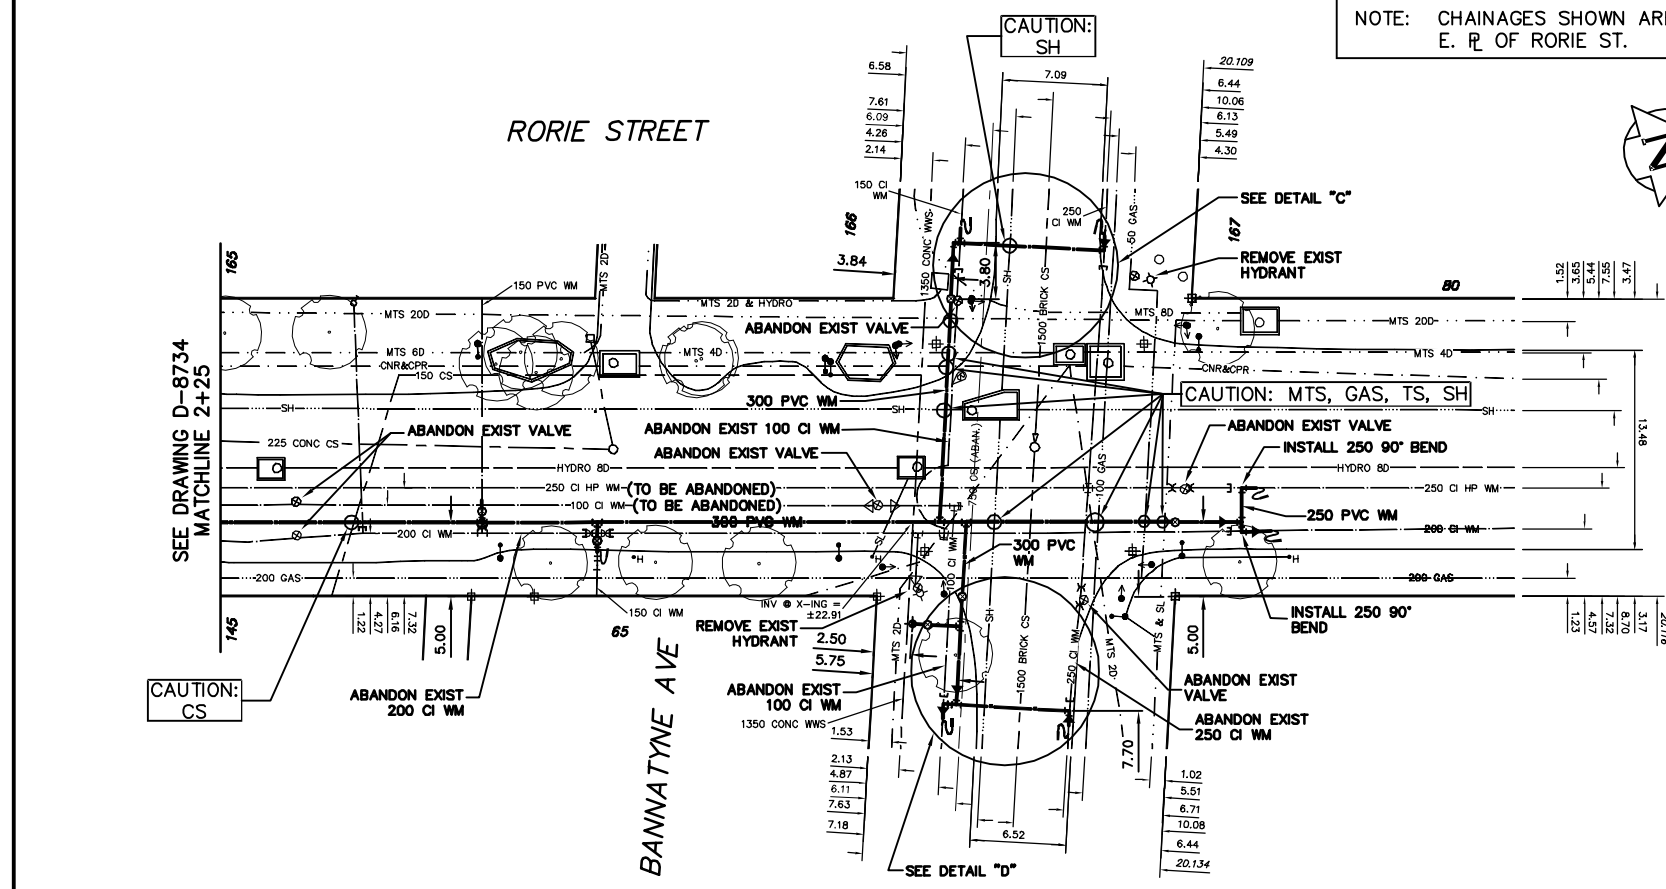 NOTE: CHAINAGES SHOWN AR
E. ℄ OF RORIE ST.
CAUTION:
SH
RORIE STREET
6.58
7.61
6.09
4.26
2.14
7.09
20.109
6.44
10.06
6.13
5.49
4.30
150 CI
WM
250
CI WM
50 GAS
1350 CONC WWS
SEE DETAIL "C"
REMOVE EXIST
HYDRANT
165
166
167
3.84
3.80
SH
1500 BRICK CS
1.52
3.65
5.44
7.55
3.47
80
150 PVC WM
MTS 2D
MTS 2D & HYDRO
MTS 20D
ABANDON EXIST VALVE
MTS 8D
MTS 20D
MTS 6D
MTS 4D
MTS 4D
CNR&CPR
150 CS
CNR&CPR
SEE DRAWING D-8734
MATCHLINE 2+25
300 PVC WM
CAUTION: MTS, GAS, TS, SH
SH
SH
SH
ABANDON EXIST VALVE
ABANDON EXIST 100 CI WM
ABANDON EXIST VALVE
225 CONC CS
ABANDON EXIST VALVE
INSTALL 250 90° BEND
13.48
750 CS (ABAN.)
100 GAS
HYDRO 8D
HYDRO 8D
250 CI HP WM (TO BE ABANDONED)
250 CI HP WM
100 CI WM (TO BE ABANDONED)
250 PVC WM
300 PVC WM
200 CI WM
200 CI WM
300 PVC
WM
SL
100 CI WM
H
H
H
H
200 GAS
200 GAS
145
1.22
4.27
6.16
7.32
5.00
150 CI WM
65
INV @ X-ING =
±22.91
REMOVE EXIST
HYDRANT
2.50
5.75
MTS 2D
SH
1500 BRICK CS
250 CI WM
MTS 2D
MTS & SL
5.00
INSTALL 250 90°
BEND
1.23
4.57
7.32
8.70
3.17
CAUTION:
CS
ABANDON EXIST
200 CI WM
BANNATYNE AVE
ABANDON EXIST
100 CI WM
1350 CONC WWS
ABANDON EXIST
VALVE
ABANDON EXIST
250 CI WM
7.70
1.53
2.13
4.87
6.11
7.63
7.18
6.52
1.02
5.51
6.71
10.08
6.44
20.134
SEE DETAIL "D"